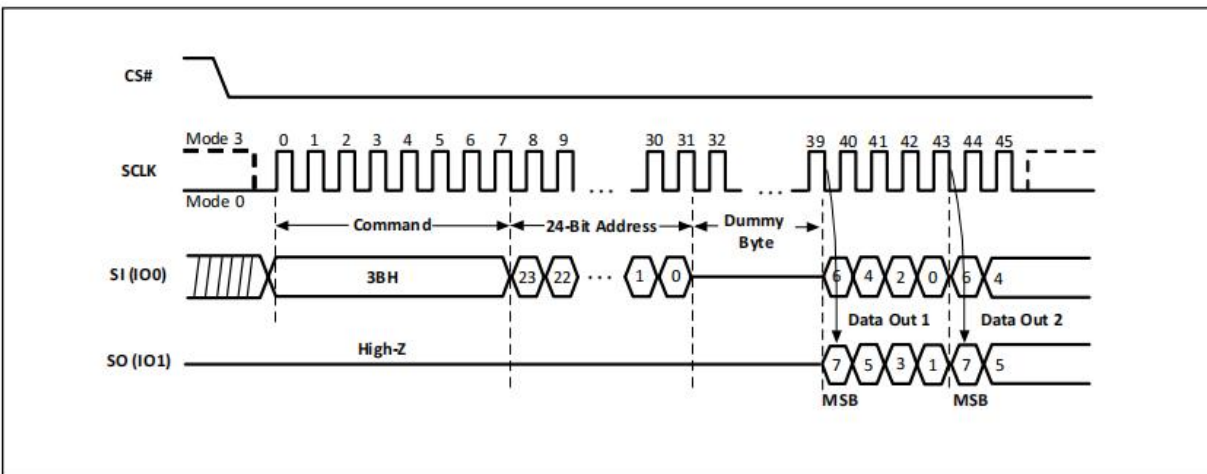 CS#
Mode 3 0 1 2 3 4 5 6 7 8 9 30 31 32 39 40 41 42 43 44 45
SCLK ... ...
Mode 0
Command 24-Bit Address Dummy
Byte
SI (IO0) 3BH 23 22 ... 1 0 6 4 2 0 6 4
Data Out 1 Data Out 2
High-Z
SO (IO1) 7 5 3 1 7 5
MSB MSB